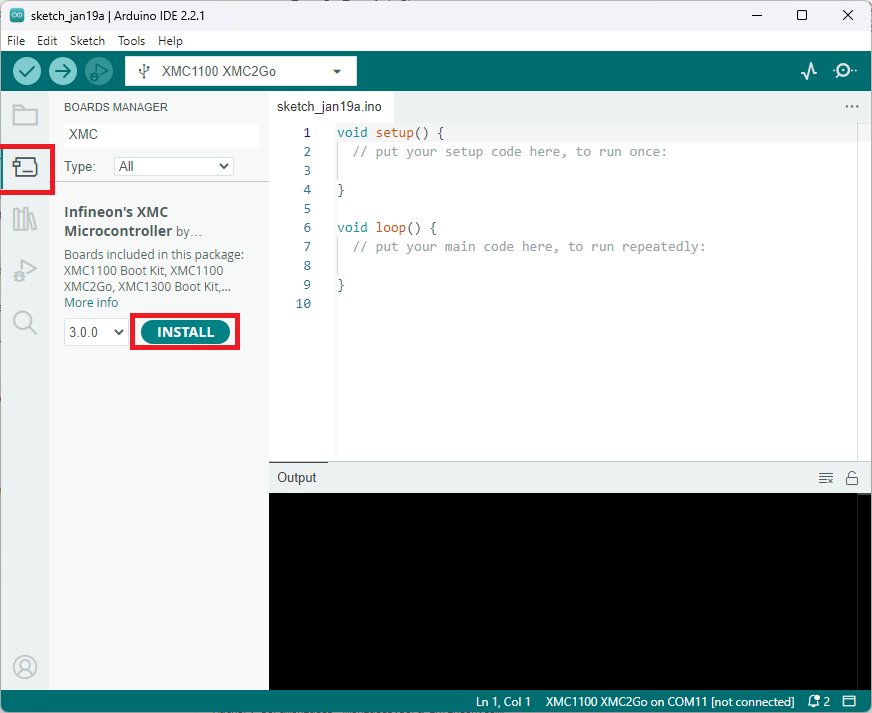 sketch_jan19a | Arduino IDE 2.2.1
File Edit Sketch Tools Help
XMC1100 XMC2Go
BOARDS MANAGER
XMC
Type: All
Infineon's XMC
Microcontroller by...
Boards included in this package:
XMC1100 Boot Kit, XMC1100
XMC2Go, XMC1300 Boot Kit,...
More info
3.0.0 INSTALL
sketch_jan19a.ino
1 void setup() {
2 // put your setup code here, to run once:
3
4 }
5
6 void loop() {
7 // put your main code here, to run repeatedly:
8
9 }
10
Output
Ln 1, Col 1 XMC1100 XMC2Go on COM11 [not connected] 2